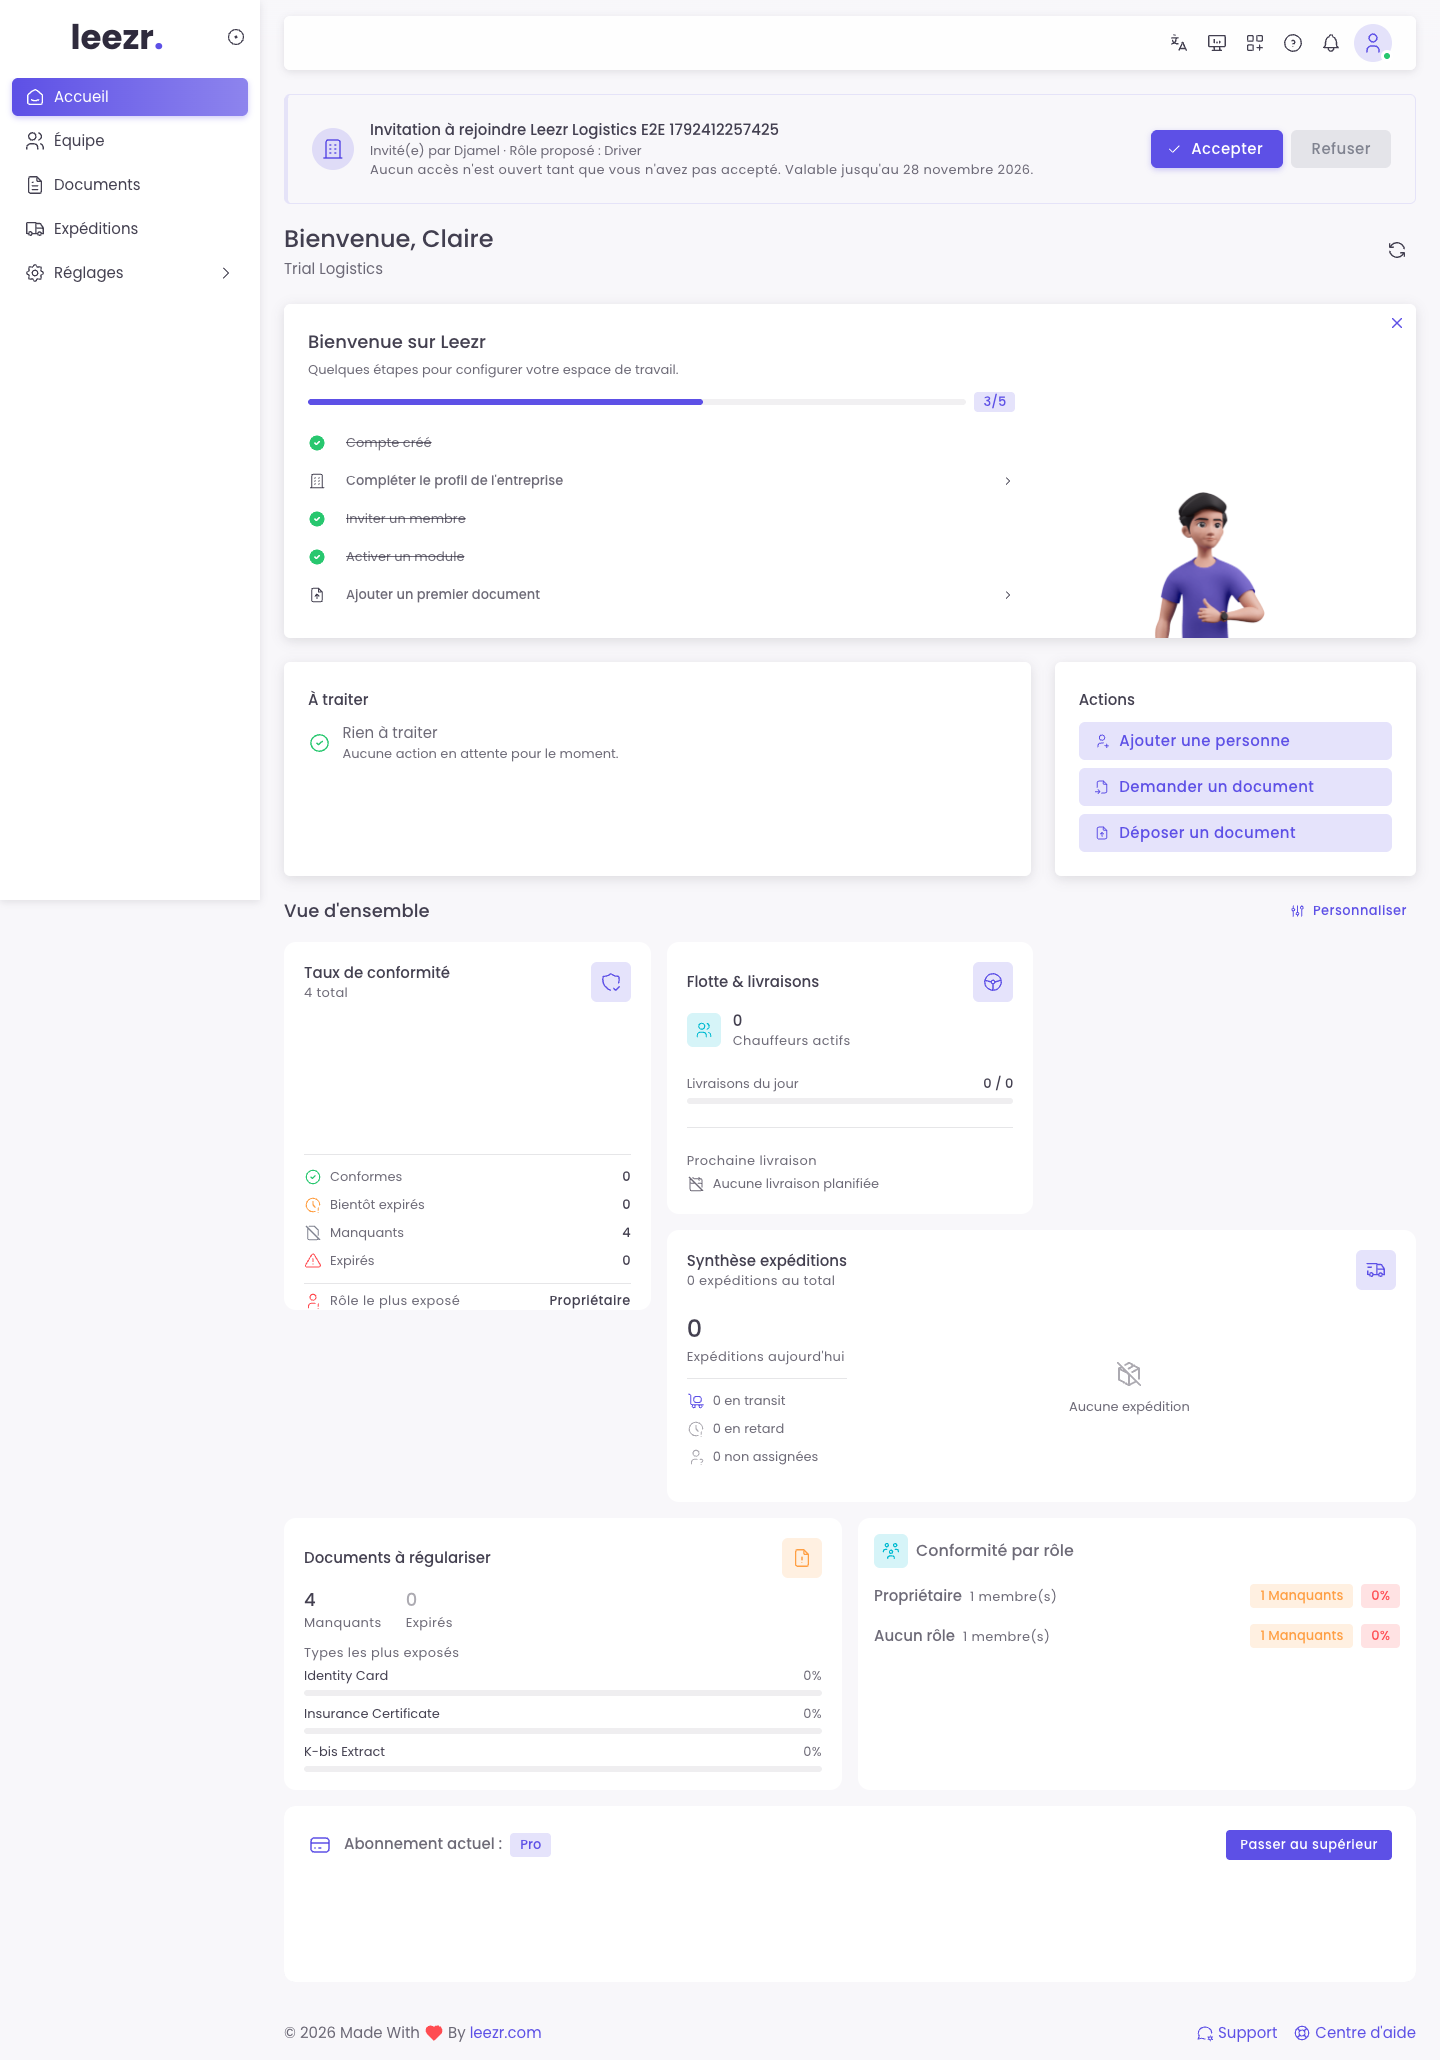 leezr.
Accueil
Équipe
Documents
Expéditions
Réglages
Invitation à rejoindre Leezr Logistics E2E 1792412257425
Invité(e) par Djamel · Rôle proposé : Driver
Aucun accès n'est ouvert tant que vous n'avez pas accepté. Valable jusqu'au 28 novembre 2026.
Accepter
Refuser
Bienvenue, Claire
Trial Logistics
Bienvenue sur Leezr
Quelques étapes pour configurer votre espace de travail.
3/5
Compte créé
Compléter le profil de l'entreprise
Inviter un membre
Activer un module
Ajouter un premier document
À traiter
Rien à traiter
Aucune action en attente pour le moment.
Actions
Ajouter une personne
Demander un document
Déposer un document
Vue d'ensemble
Personnaliser
Taux de conformité
4 total
Conformes 0
Bientôt expirés 0
Manquants 4
Expirés 0
Rôle le plus exposé Propriétaire
Flotte & livraisons
0
Chauffeurs actifs
Livraisons du jour 0 / 0
Prochaine livraison
Aucune livraison planifiée
Synthèse expéditions
0 expéditions au total
0
Expéditions aujourd'hui
0 en transit
0 en retard
0 non assignées
Aucune expédition
Documents à régulariser
4 0
Manquants Expirés
Types les plus exposés
Identity Card 0%
Insurance Certificate 0%
K-bis Extract 0%
Conformité par rôle
Propriétaire 1 membre(s) 1 Manquants 0%
Aucun rôle 1 membre(s) 1 Manquants 0%
Abonnement actuel : Pro
Passer au supérieur
© 2026 Made With By leezr.com
Support
Centre d'aide